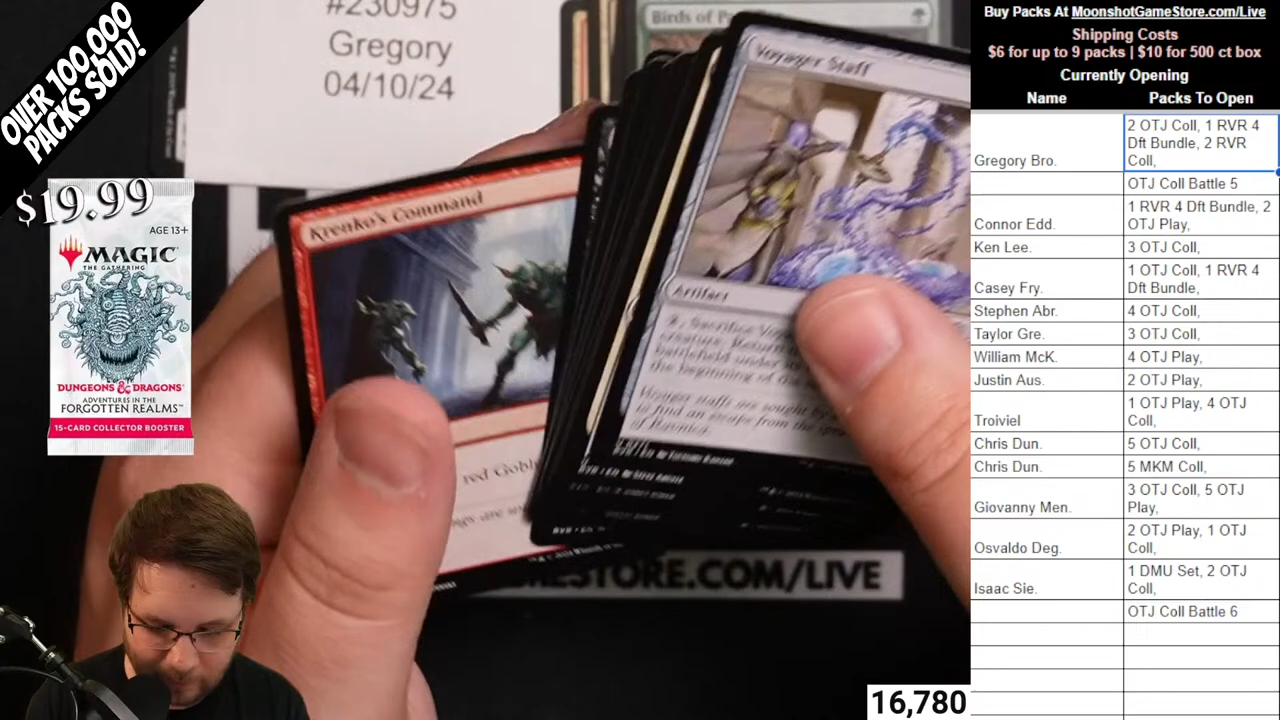 OVER 100,000
PACKS SOLD!
$19.99
AGE 13+
MAGIC
THE GATHERING
DUNGEONS & DRAGONS
ADVENTURES IN THE
FORGOTTEN REALMS™
15-CARD COLLECTOR BOOSTER
#230975
Gregory
04/10/24
Birds of
Voyager Staff
Artifact
Krenko's Command
red Gobl
GAMESTORE.COM/LIVE
16,780
Buy Packs At MoonshotGameStore.com/Live
Shipping Costs
$6 for up to 9 packs | $10 for 500 ct box
Currently Opening
Name Packs To Open
Gregory Bro. 2 OTJ Coll, 1 RVR 4
Dft Bundle, 2 RVR
Coll,
OTJ Coll Battle 5
Connor Edd. 1 RVR 4 Dft Bundle, 2
OTJ Play,
Ken Lee. 3 OTJ Coll,
Casey Fry. 1 OTJ Coll, 1 RVR 4
Dft Bundle,
Stephen Abr. 4 OTJ Coll,
Taylor Gre. 3 OTJ Coll,
William McK. 4 OTJ Play,
Justin Aus. 2 OTJ Play,
Troiviel 1 OTJ Play, 4 OTJ
Coll,
Chris Dun. 5 OTJ Coll,
Chris Dun. 5 MKM Coll,
Giovanny Men. 3 OTJ Coll, 5 OTJ
Play,
Osvaldo Deg. 2 OTJ Play, 1 OTJ
Coll,
Isaac Sie. 1 DMU Set, 2 OTJ
Coll,
OTJ Coll Battle 6